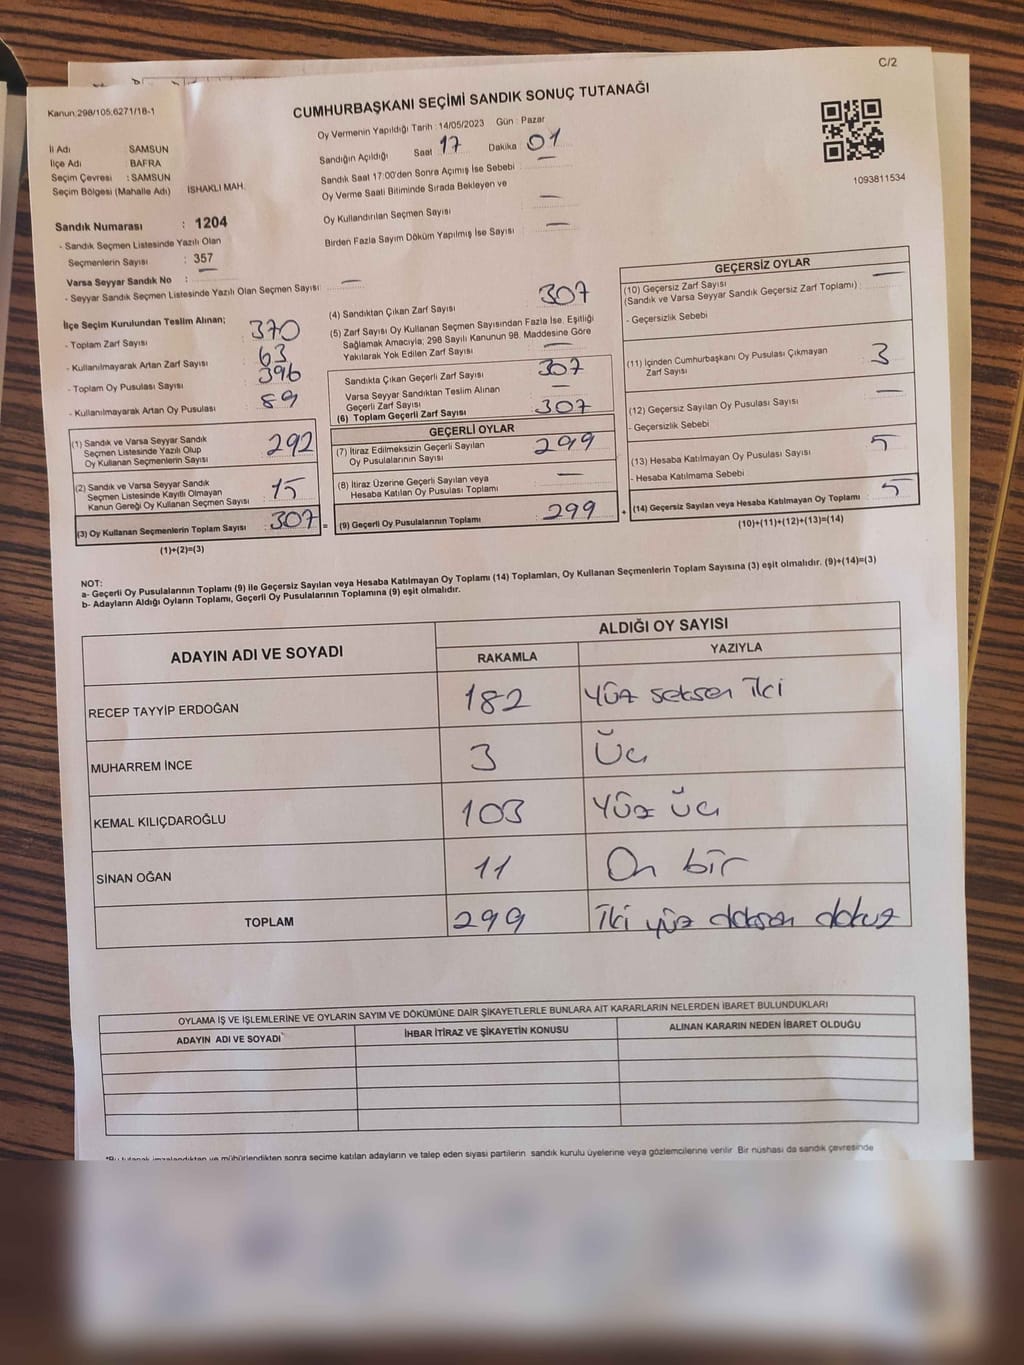 C/2
Kanun:298/105,6271/18-1
CUMHURBAŞKANI SEÇİMİ SANDIK SONUÇ TUTANAĞI
Oy Vermenin Yapıldığı Tarih : 14/05/2023 Gün : Pazar
İl Adı SAMSUN
İlçe Adı BAFRA
Seçim Çevresi : SAMSUN
Seçim Bölgesi (Mahalle Adı) İSHAKLI MAH.
Sandığın Açıldığı Saat 17 Dakika : 01
Sandık Saat 17:00'den Sonra Açılmış İse Sebebi : —
Oy Verme Saati Bitiminde Sırada Bekleyen ve
Oy Kullandırılan Seçmen Sayısı —
Birden Fazla Sayım Döküm Yapılmış İse Sayısı : —
1093811534
Sandık Numarası : 1204
- Sandık Seçmen Listesinde Yazılı Olan
Seçmenlerin Sayısı : 357
Varsa Seyyar Sandık No : —
- Seyyar Sandık Seçmen Listesinde Yazılı Olan Seçmen Sayısı: —
İlçe Seçim Kurulundan Teslim Alınan;
- Toplam Zarf Sayısı : 370
- Kullanılmayarak Artan Zarf Sayısı : 63
- Toplam Oy Pusulası Sayısı : 396
- Kullanılmayarak Artan Oy Pusulası : 89
(1) Sandık ve Varsa Seyyar Sandık
Seçmen Listesinde Yazılı Olup
Oy Kullanan Seçmenlerin Sayısı : 292
(2) Sandık ve Varsa Seyyar Sandık
Seçmen Listesinde Kayıtlı Olmayan
Kanun Gereği Oy Kullanan Seçmen Sayısı : 15
(3) Oy Kullanan Seçmenlerin Toplam Sayısı : 307 =
(1)+(2)=(3)
(4) Sandıktan Çıkan Zarf Sayısı : 307
(5) Zarf Sayısı Oy Kullanan Seçmen Sayısından Fazla İse, Eşitliği
Sağlamak Amacıyla, 298 Sayılı Kanunun 98. Maddesine Göre
Yakılarak Yok Edilen Zarf Sayısı : —
Sandıkta Çıkan Geçerli Zarf Sayısı : 307
Varsa Seyyar Sandıktan Teslim Alınan
Geçerli Zarf Sayısı : —
(6) Toplam Geçerli Zarf Sayısı : 307
GEÇERLİ OYLAR
(7) İtiraz Edilmeksizin Geçerli Sayılan
Oy Pusulalarının Sayısı : 299
(8) İtiraz Üzerine Geçerli Sayılan veya
Hesaba Katılan Oy Pusulası Toplamı : —
(9) Geçerli Oy Pusulalarının Toplamı : 299 +
GEÇERSİZ OYLAR
(10) Geçersiz Zarf Sayısı —
(Sandık ve Varsa Seyyar Sandık Geçersiz Zarf Toplamı) :
- Geçersizlik Sebebi
(11) İçinden Cumhurbaşkanı Oy Pusulası Çıkmayan
Zarf Sayısı : 3
(12) Geçersiz Sayılan Oy Pusulası Sayısı : —
- Geçersizlik Sebebi
(13) Hesaba Katılmayan Oy Pusulası Sayısı : 5
- Hesaba Katılmama Sebebi
(14) Geçersiz Sayılan veya Hesaba Katılmayan Oy Toplamı : 5
(10)+(11)+(12)+(13)=(14)
NOT:
a- Geçerli Oy Pusulalarının Toplamı (9) ile Geçersiz Sayılan veya Hesaba Katılmayan Oy Toplamı (14) Toplamları, Oy Kullanan Seçmenlerin Toplam Sayısına (3) eşit olmalıdır. (9)+(14)=(3)
b- Adayların Aldığı Oyların Toplamı, Geçerli Oy Pusulalarının Toplamına (9) eşit olmalıdır.
ADAYIN ADI VE SOYADI
ALDIĞI OY SAYISI
RAKAMLA YAZIYLA
RECEP TAYYİP ERDOĞAN 182 Yüz seksen iki
MUHARREM İNCE 3 Üç
KEMAL KILIÇDAROĞLU 103 Yüz Üç
SİNAN OĞAN 11 On bir
TOPLAM 299 İki yüz doksan dokuz
OYLAMA İŞ VE İŞLEMLERİNE VE OYLARIN SAYIM VE DÖKÜMÜNE DAİR ŞİKAYETLERLE BUNLARA AİT KARARLARIN NELERDEN İBARET BULUNDUKLARI
ADAYIN ADI VE SOYADI İHBAR İTİRAZ VE ŞİKAYETİN KONUSU ALINAN KARARIN NEDEN İBARET OLDUĞU
*Bu tutanak imzalandıktan ve mühürlendikten sonra seçime katılan adayların ve talep eden siyasi partilerin sandık kurulu üyelerine veya gözlemcilerine verilir. Bir nüshası da sandık çevresinde